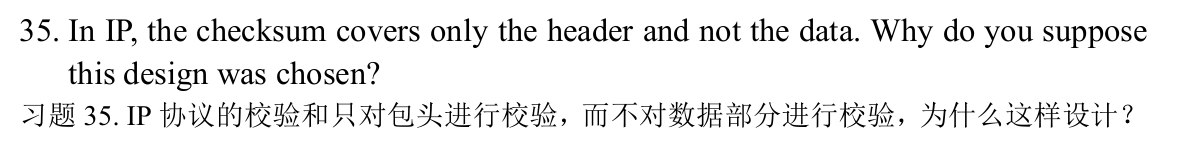 35. In IP, the checksum covers only the header and not the data. Why do you suppose
this design was chosen?
习题 35. IP 协议的校验和只对包头进行校验，而不对数据部分进行校验，为什么这样设计？